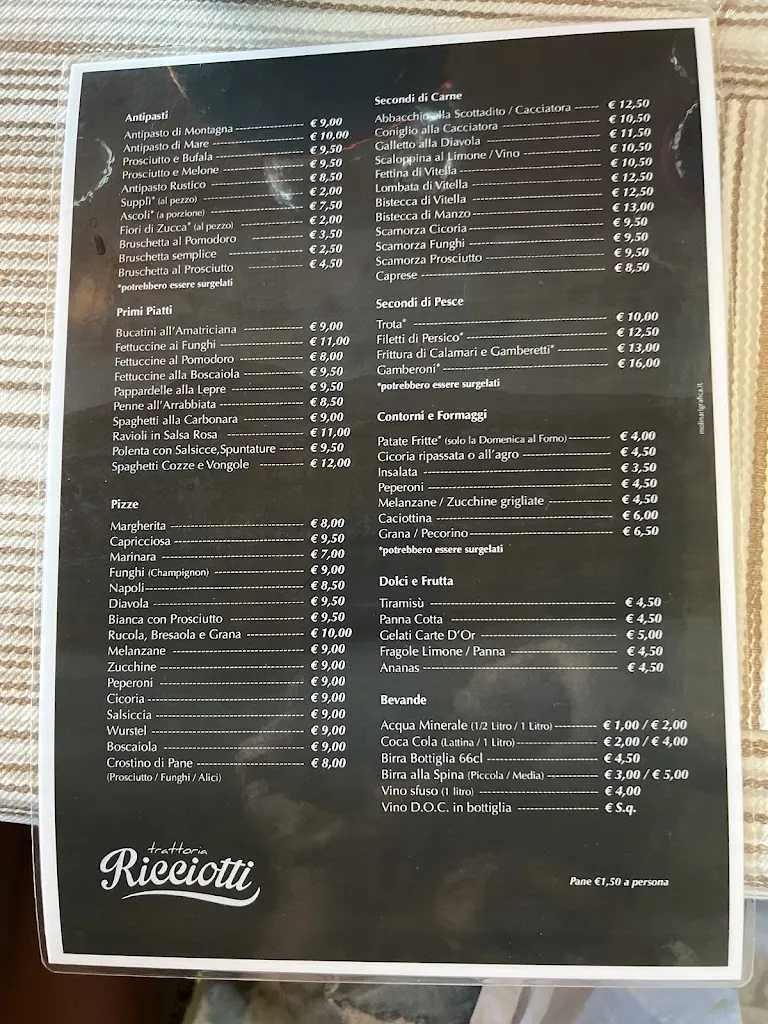 Antipasti
Antipasto di Montagna € 9,00
Antipasto di Mare € 10,00
Prosciutto e Bufala € 9,50
Prosciutto e Melone € 9,50
Antipasto Rustico € 8,50
Supplì* (al pezzo) € 2,00
Ascoli* (a porzione) € 7,50
Fiori di Zucca* (al pezzo) € 2,00
Bruschetta al Pomodoro € 3,50
Bruschetta semplice € 2,50
Bruschetta al Prosciutto € 4,50
*potrebbero essere surgelati
Primi Piatti
Bucatini all'Amatriciana € 9,00
Fettuccine ai Funghi € 11,00
Fettuccine al Pomodoro € 8,00
Fettuccine alla Boscaiola € 9,50
Pappardelle alla Lepre € 9,50
Penne all'Arrabbiata € 8,50
Spaghetti alla Carbonara € 9,00
Ravioli in Salsa Rosa € 11,00
Polenta con Salsicce,Spuntature € 9,50
Spaghetti Cozze e Vongole € 12,00
Pizze
Margherita € 8,00
Capricciosa € 9,50
Marinara € 7,00
Funghi (Champignon) € 9,00
Napoli € 8,50
Diavola € 9,50
Bianca con Prosciutto € 9,50
Rucola, Bresaola e Grana € 10,00
Melanzane € 9,00
Zucchine € 9,00
Peperoni € 9,00
Cicoria € 9,00
Salsiccia € 9,00
Wurstel € 9,00
Boscaiola € 9,00
Crostino di Pane € 8,00
(Prosciutto / Funghi / Alici)
trattoria
Ricciotti
Secondi di Carne
Abbacchio alla Scottadito / Cacciatora € 12,50
Coniglio alla Cacciatora € 10,50
Galletto alla Diavola € 11,50
Scaloppina al Limone / Vino € 10,50
Fettina di Vitella € 10,50
Lombata di Vitella € 12,50
Bistecca di Vitella € 12,50
Bistecca di Manzo € 13,00
Scamorza Cicoria € 9,50
Scamorza Funghi € 9,50
Scamorza Prosciutto € 9,50
Caprese € 8,50
Secondi di Pesce
Trota* € 10,00
Filetti di Persico* € 12,50
Frittura di Calamari e Gamberetti* € 13,00
Gamberoni* € 16,00
*potrebbero essere surgelati
Contorni e Formaggi
Patate Fritte* (solo la Domenica al Forno) € 4,00
Cicoria ripassata o all'agro € 4,50
Insalata € 3,50
Peperoni € 4,50
Melanzane / Zucchine grigliate € 4,50
Caciottina € 6,00
Grana / Pecorino € 6,50
*potrebbero essere surgelati
Dolci e Frutta
Tiramisù € 4,50
Panna Cotta € 4,50
Gelati Carte D'Or € 5,00
Fragole Limone / Panna € 4,50
Ananas € 4,50
Bevande
Acqua Minerale (1/2 Litro / 1 Litro) € 1,00 / € 2,00
Coca Cola (Lattina / 1 Litro) € 2,00 / € 4,00
Birra Bottiglia 66cl € 4,50
Birra alla Spina (Piccola / Media) € 3,00 / € 5,00
Vino sfuso (1 litro) € 4,00
Vino D.O.C. in bottiglia € S.q.
Pane €1,50 a persona
molinarigrafica.it